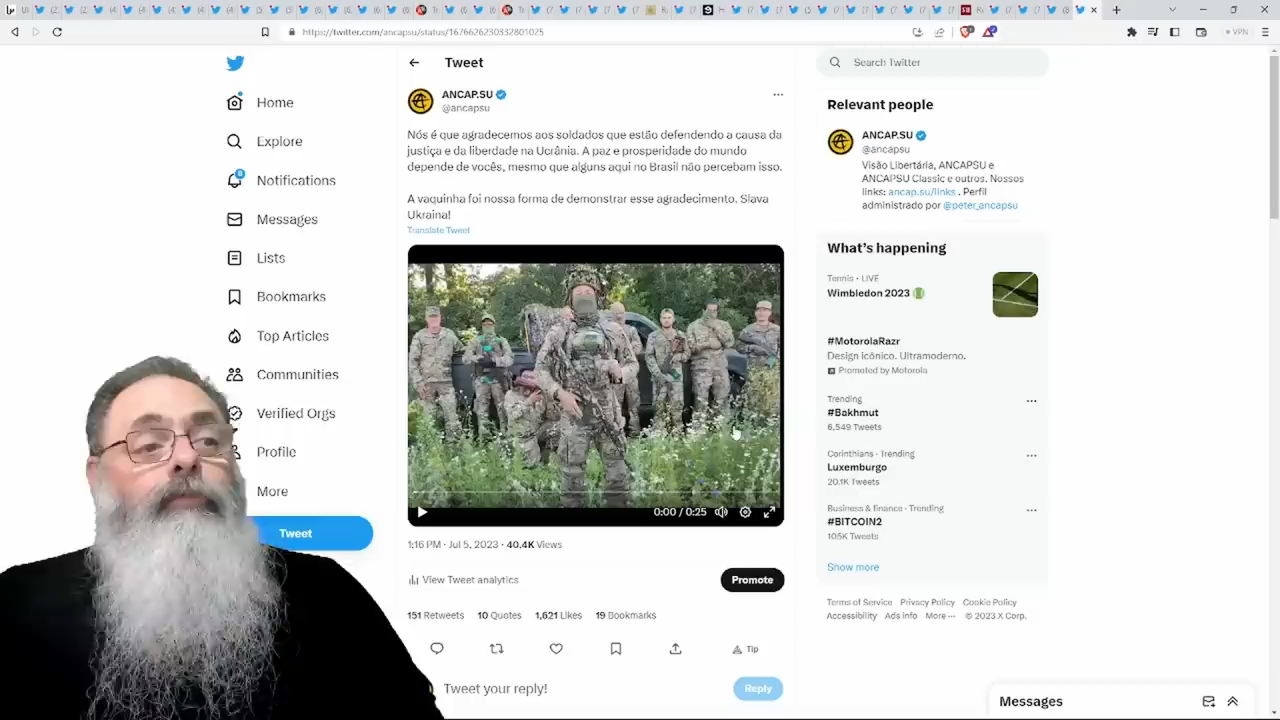 https://twitter.com/ancapsu/status/1676626230332801025
VPN
Home
Explore
8
Notifications
Messages
Lists
Bookmarks
Top Articles
Communities
Verified Orgs
Profile
More
Tweet
Tweet
ANCAP.SU
@ancapsu
Nós é que agradecemos aos soldados que estão defendendo a causa da
justiça e da liberdade na Ucrânia. A paz e prosperidade do mundo
depende de vocês, mesmo que alguns aqui no Brasil não percebam isso.
A vaquinha foi nossa forma de demonstrar esse agradecimento. Slava
Ukraina!
Translate Tweet
0:00 / 0:25
1:16 PM · Jul 5, 2023 · 40.4K Views
View Tweet analytics
Promote
151 Retweets 10 Quotes 1,621 Likes 19 Bookmarks
Tip
Tweet your reply!
Reply
Search Twitter
Relevant people
ANCAP.SU
@ancapsu
Visão Libertária, ANCAPSU e
ANCAPSU Classic e outros. Nossos
links: ancap.su/links . Perfil
administrado por @peter_ancapsu
What's happening
Tennis · LIVE
Wimbledon 2023
#MotorolaRazr
Design icônico. Ultramoderno.
Promoted by Motorola
Trending
#Bakhmut
6,549 Tweets
Corinthians · Trending
Luxemburgo
20.1K Tweets
Business & finance · Trending
#BITCOIN2
105K Tweets
Show more
Terms of Service Privacy Policy Cookie Policy
Accessibility Ads info More ··· © 2023 X Corp.
Messages